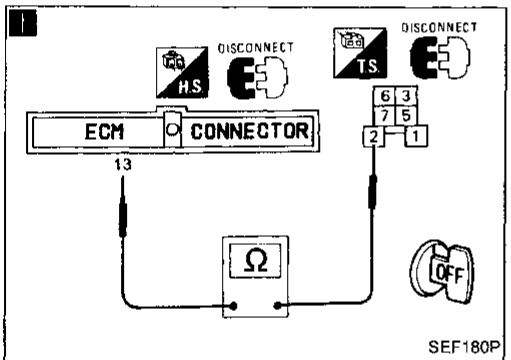 DISCONNECT
H.S.
DISCONNECT
T.S.
ECM CONNECTOR
13
6 3
7 5
2 1
Ω
OFF
SEF180P